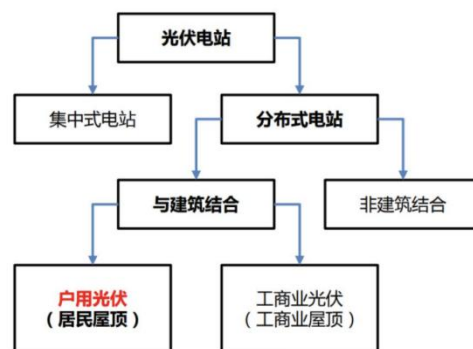 光伏电站
集中式电站
分布式电站
与建筑结合
非建筑结合
户用光伏
（居民屋顶）
工商业光伏
（工商业屋顶）